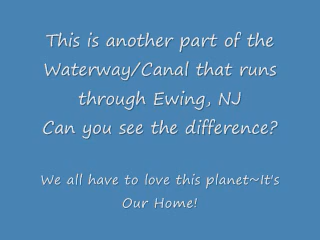 This is another part of the
Waterway/Canal that runs
through Ewing, NJ
Can you see the difference?
We all have to love this planet~It's
Our Home!